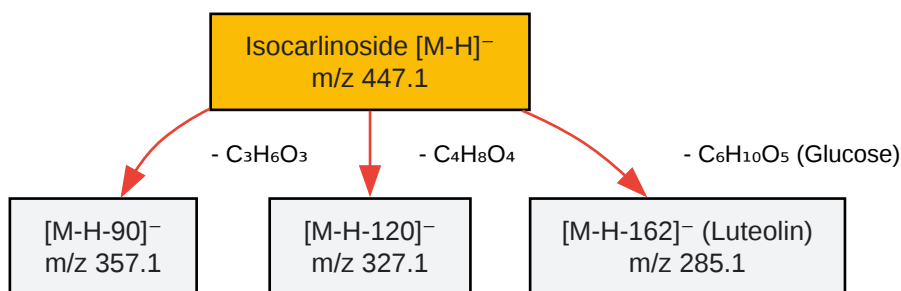 Isocarlinoside [M-H]⁻
m/z 447.1
- C₃H₆O₃
- C₄H₈O₄
- C₆H₁₀O₅ (Glucose)
[M-H-90]⁻
m/z 357.1
[M-H-120]⁻
m/z 327.1
[M-H-162]⁻ (Luteolin)
m/z 285.1